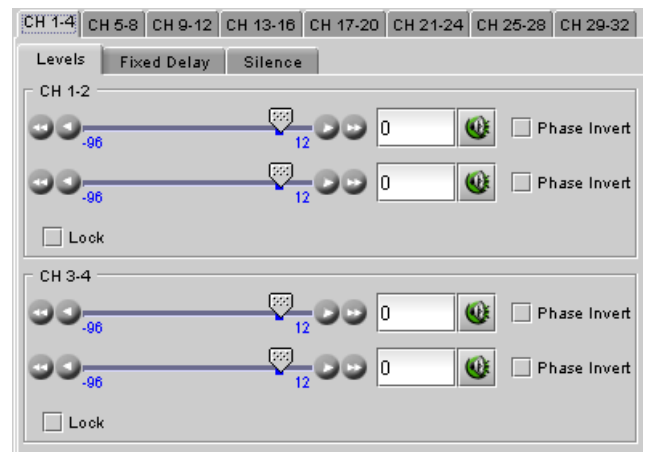 CH 1-4 CH 5-8 CH 9-12 CH 13-16 CH 17-20 CH 21-24 CH 25-28 CH 29-32
Levels Fixed Delay Silence
CH 1-2
0 Phase Invert
-96 12
0 Phase Invert
-96 12
Lock
CH 3-4
0 Phase Invert
-96 12
0 Phase Invert
-96 12
Lock